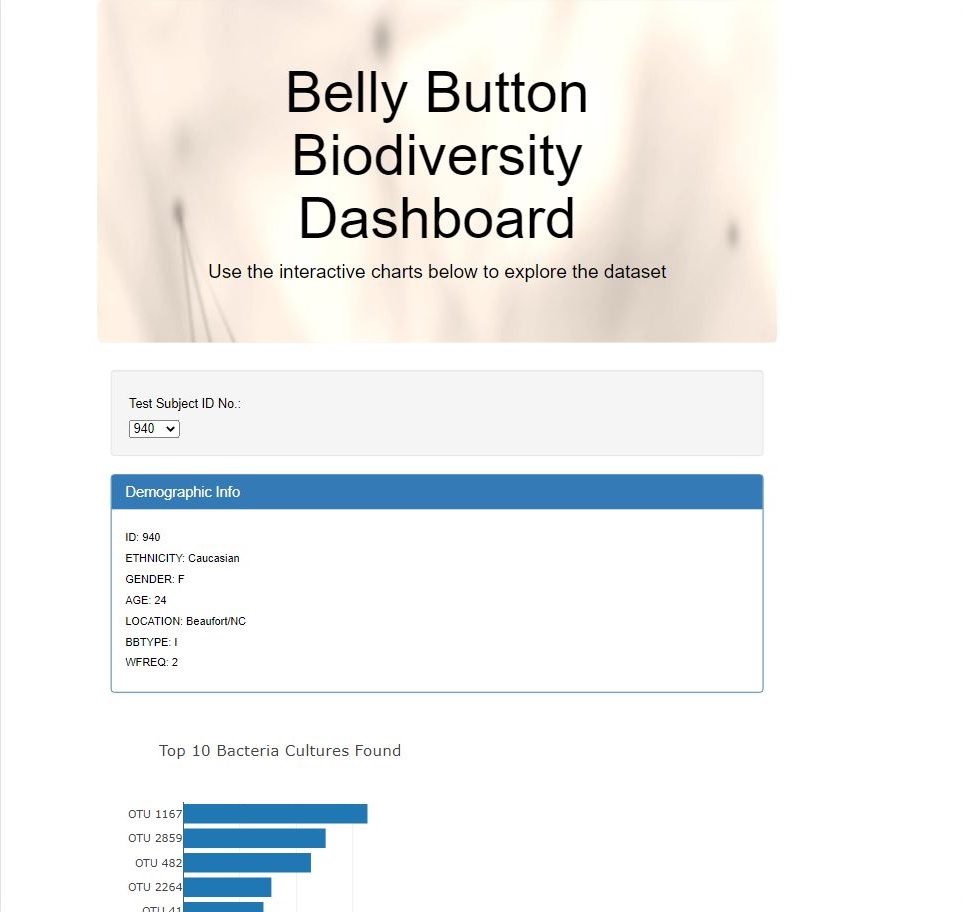 Belly Button
Biodiversity
Dashboard
Use the interactive charts below to explore the dataset
Test Subject ID No.:
940
Demographic Info
ID: 940
ETHNICITY: Caucasian
GENDER: F
AGE: 24
LOCATION: Beaufort/NC
BBTYPE: I
WFREQ: 2
Top 10 Bacteria Cultures Found
OTU 1167
OTU 2859
OTU 482
OTU 2264
OTU 41